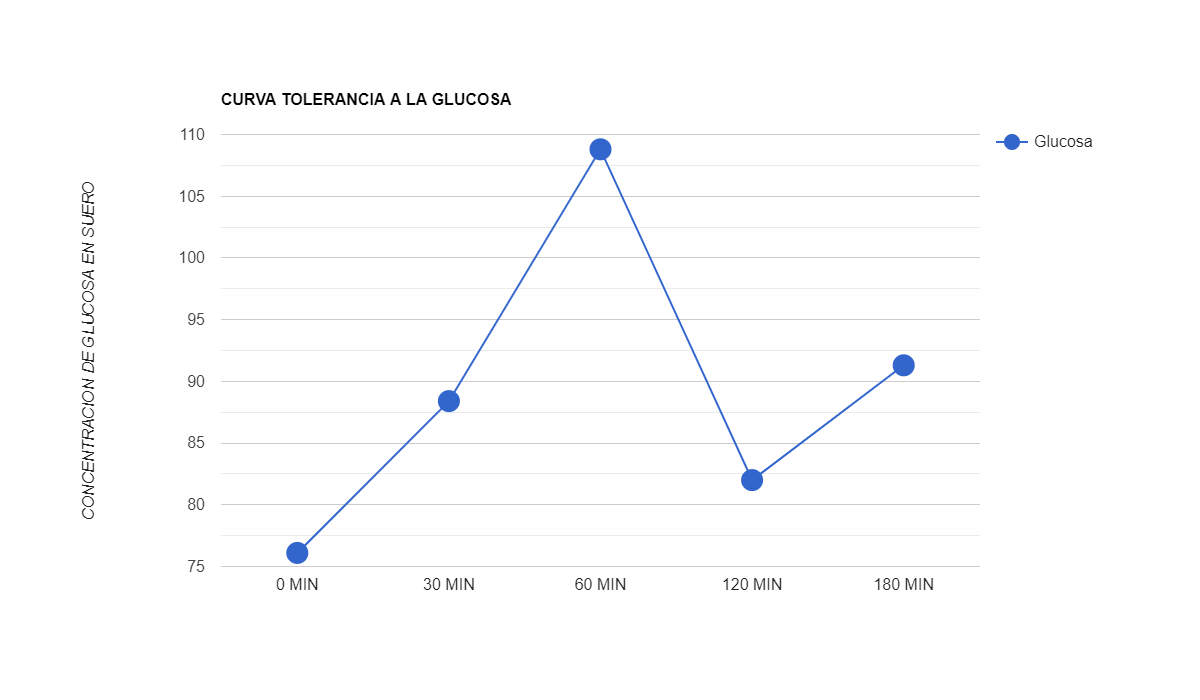 CURVA TOLERANCIA A LA GLUCOSA
110
105
100
95
90
85
80
75
CONCENTRACION DE GLUCOSA EN SUERO
0 MIN
30 MIN
60 MIN
120 MIN
180 MIN
Glucosa